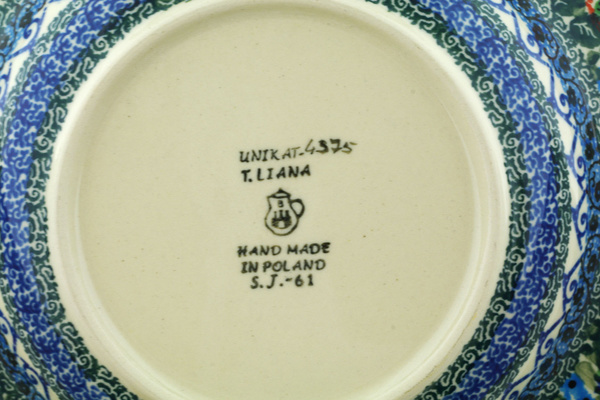 UNIKAT-4375
T. LIANA
HAND MADE
IN POLAND
S.J.-61